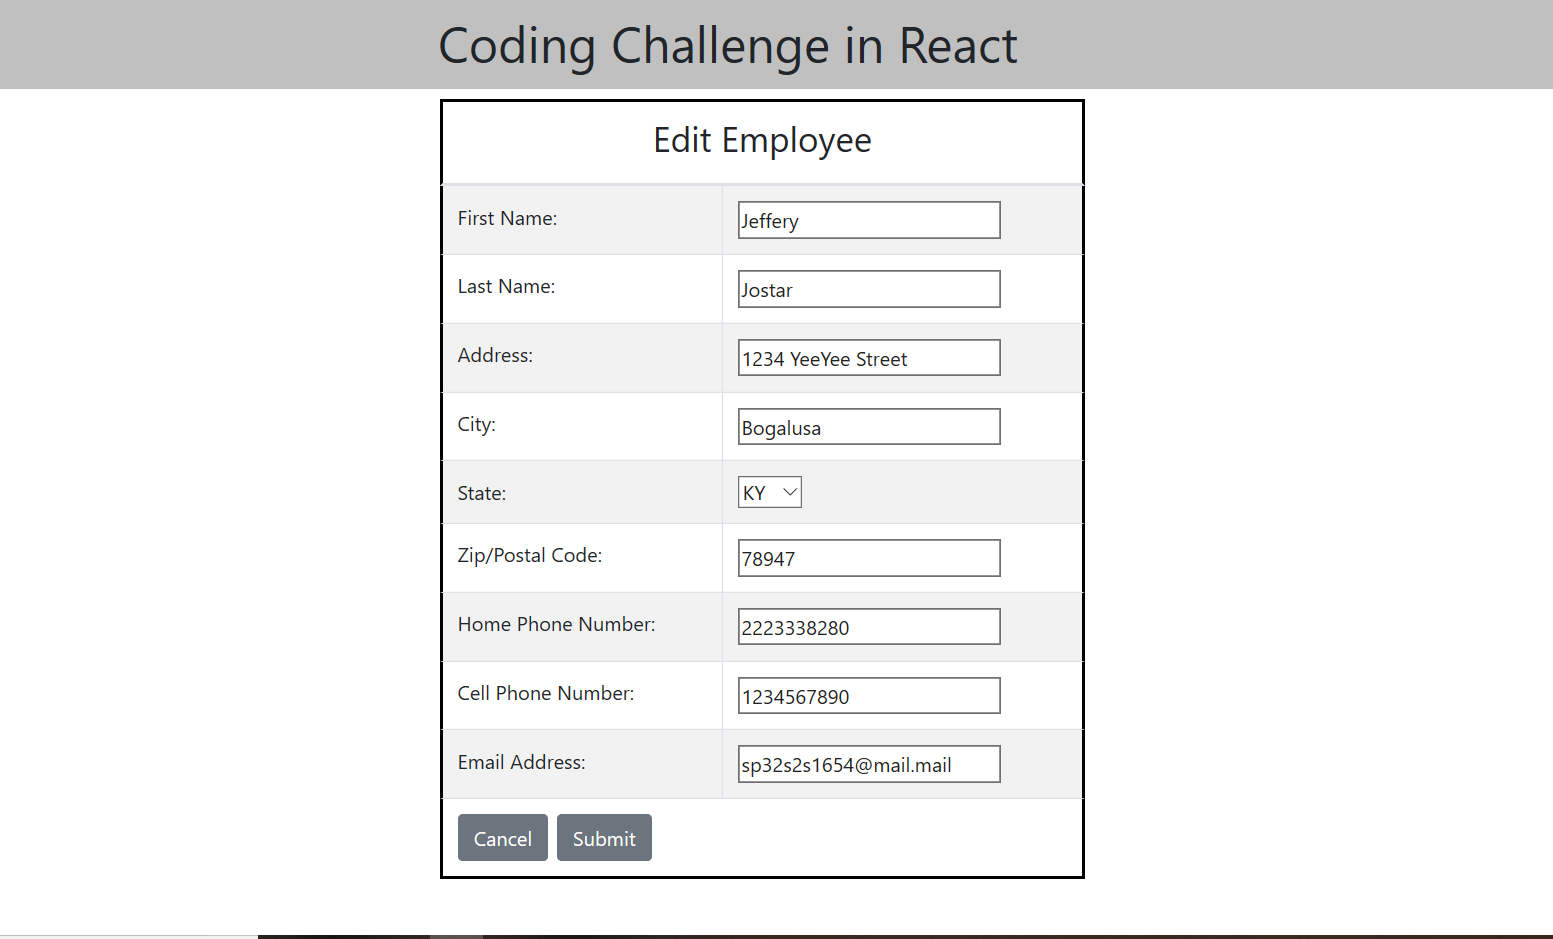 Coding Challenge in React
Edit Employee
First Name: Jeffery
Last Name: Jostar
Address: 1234 YeeYee Street
City: Bogalusa
State: KY
Zip/Postal Code: 78947
Home Phone Number: 2223338280
Cell Phone Number: 1234567890
Email Address: sp32s2s1654@mail.mail
Cancel Submit